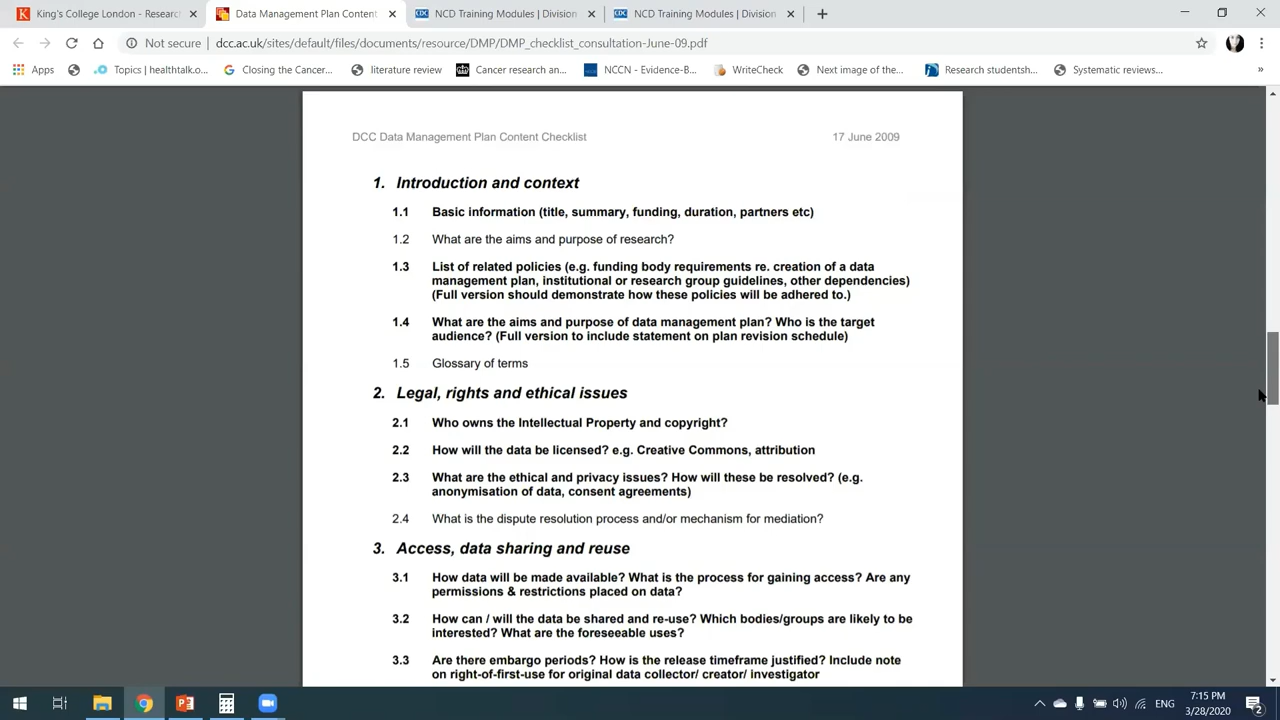 King's College London - Researc
Data Management Plan Content
NCD Training Modules | Division
NCD Training Modules | Division
Not secure
dcc.ac.uk/sites/default/files/documents/resource/DMP/DMP_checklist_consultation-June-09.pdf
Apps
Topics | healthtalk.o...
Closing the Cancer...
literature review
Cancer research an...
NCCN - Evidence-B...
WriteCheck
Next image of the...
Research studentsh...
Systematic reviews...
»
DCC Data Management Plan Content Checklist
17 June 2009
1. Introduction and context
1.1 Basic information (title, summary, funding, duration, partners etc)
1.2 What are the aims and purpose of research?
1.3 List of related policies (e.g. funding body requirements re. creation of a data
management plan, institutional or research group guidelines, other dependencies)
(Full version should demonstrate how these policies will be adhered to.)
1.4 What are the aims and purpose of data management plan? Who is the target
audience? (Full version to include statement on plan revision schedule)
1.5 Glossary of terms
2. Legal, rights and ethical issues
2.1 Who owns the Intellectual Property and copyright?
2.2 How will the data be licensed? e.g. Creative Commons, attribution
2.3 What are the ethical and privacy issues? How will these be resolved? (e.g.
anonymisation of data, consent agreements)
2.4 What is the dispute resolution process and/or mechanism for mediation?
3. Access, data sharing and reuse
3.1 How data will be made available? What is the process for gaining access? Are any
permissions & restrictions placed on data?
3.2 How can / will the data be shared and re-use? Which bodies/groups are likely to be
interested? What are the foreseeable uses?
3.3 Are there embargo periods? How is the release timeframe justified? Include note
on right-of-first-use for original data collector/ creator/ investigator
ENG
7:15 PM
3/28/2020
2